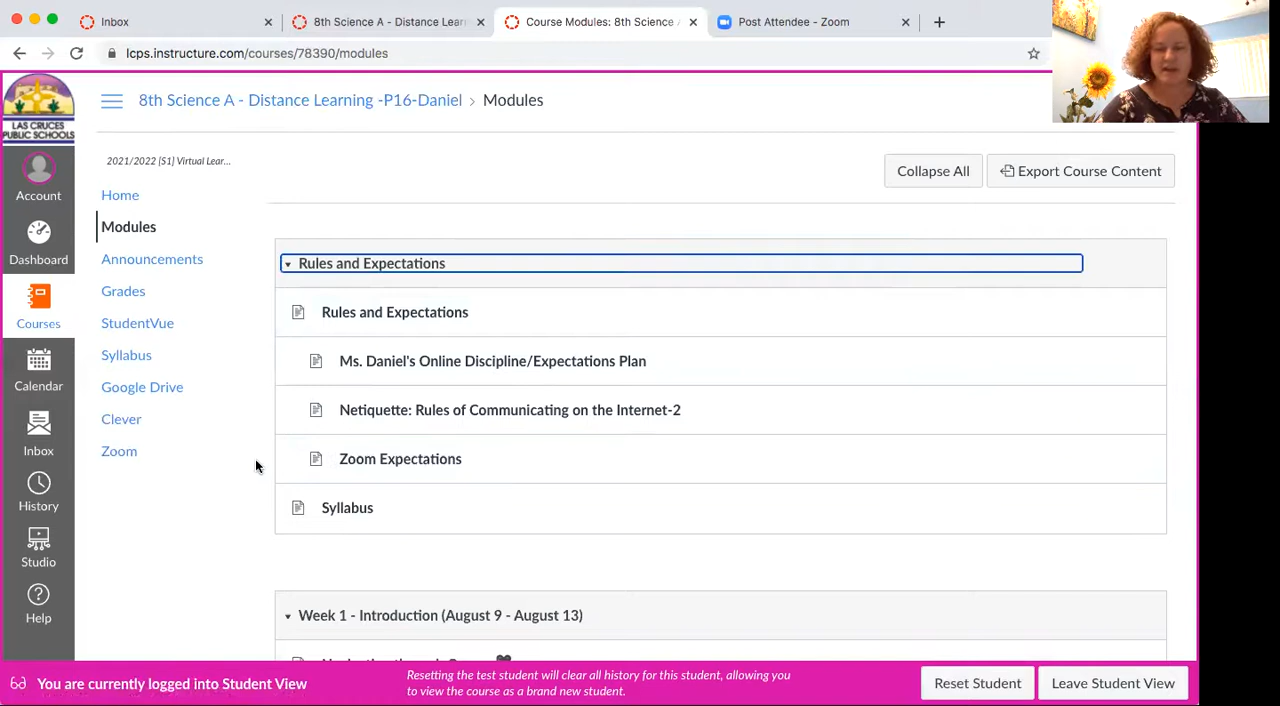 Inbox
8th Science A - Distance Learn
Course Modules: 8th Science
Post Attendee - Zoom
lcps.instructure.com/courses/78390/modules
LAS CRUCES
PUBLIC SCHOOLS
8th Science A - Distance Learning -P16-Daniel > Modules
2021/2022 [S1] Virtual Lear...
Collapse All
Export Course Content
Account
Dashboard
Courses
Calendar
Inbox
History
Studio
Help
Home
Modules
Announcements
Grades
StudentVue
Syllabus
Google Drive
Clever
Zoom
Rules and Expectations
Rules and Expectations
Ms. Daniel's Online Discipline/Expectations Plan
Netiquette: Rules of Communicating on the Internet-2
Zoom Expectations
Syllabus
Week 1 - Introduction (August 9 - August 13)
You are currently logged into Student View
Resetting the test student will clear all history for this student, allowing you
to view the course as a brand new student.
Reset Student
Leave Student View